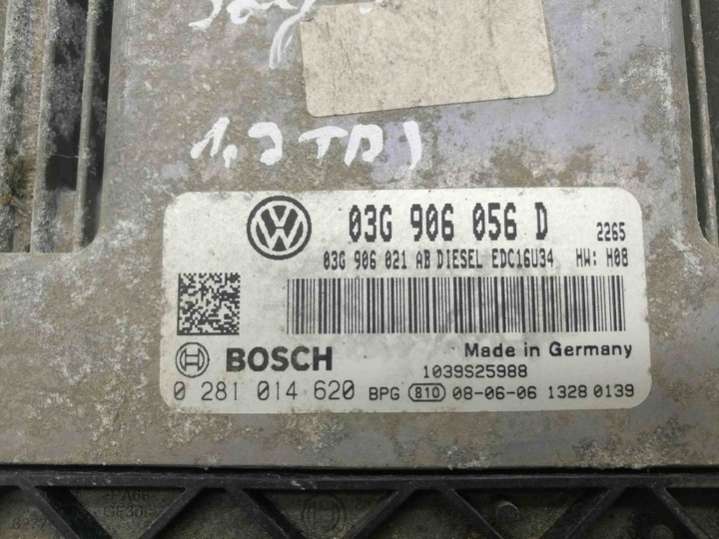 1,9 TDI
03G 906 056 D 2265
03G 906 021 AB DIESEL EDC16U34 HW: H08
BOSCH Made in Germany
1039S25988
0 281 014 620 BPG 810 08-06-06 1328 0139